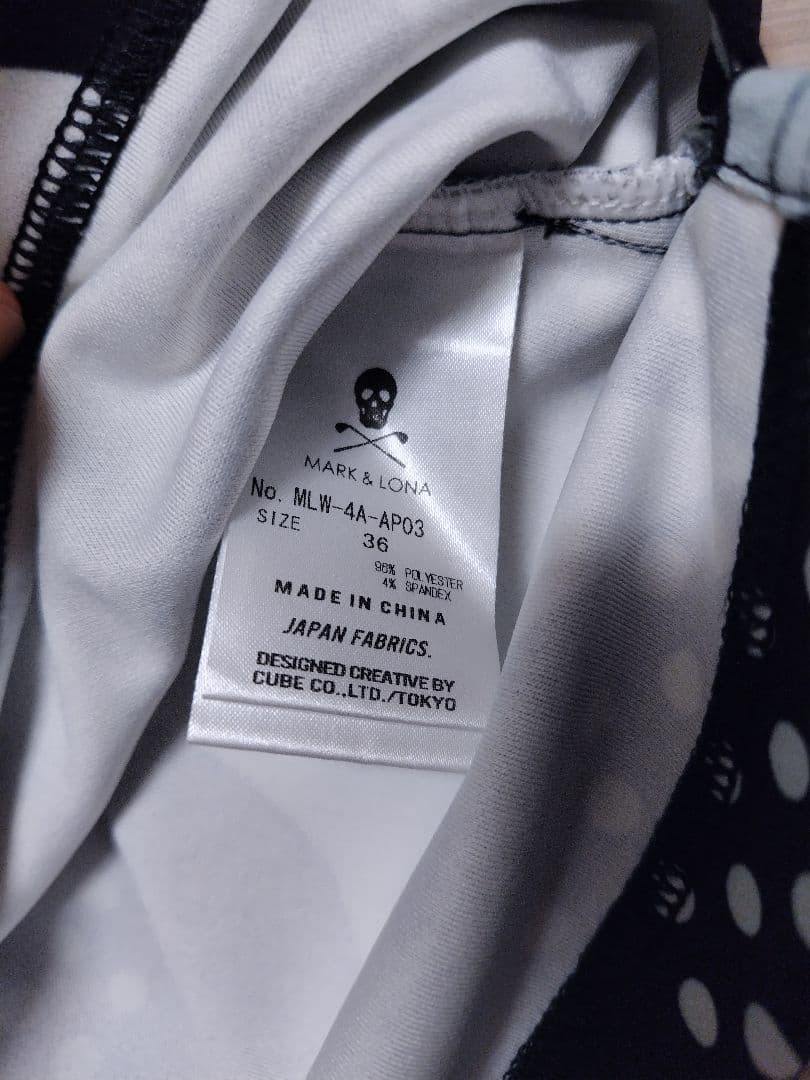 MARK & LONA
No. MLW-4A-AP03
SIZE 36
96% POLYESTER
4% SPANDEX
MADE IN CHINA
JAPAN FABRICS.
DESIGNED CREATIVE BY
CUBE CO.,LTD./TOKYO